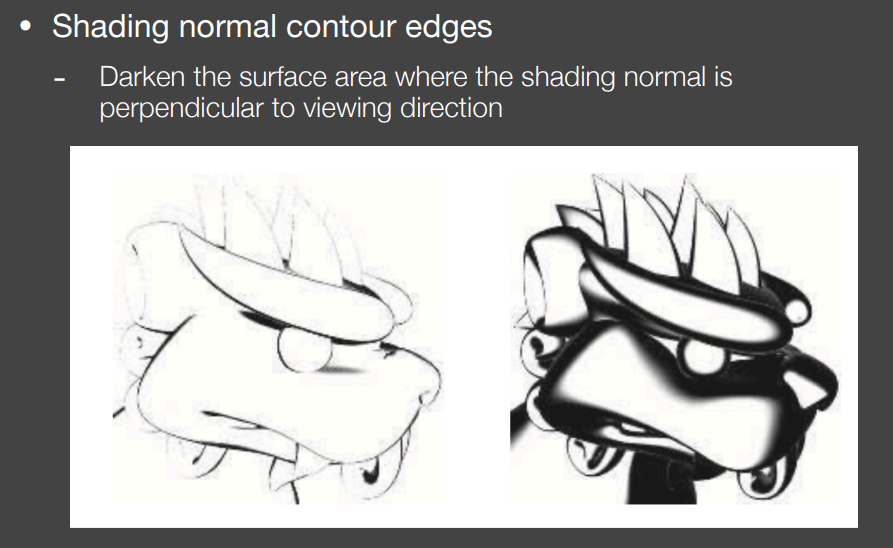 • Shading normal contour edges
- Darken the surface area where the shading normal is
perpendicular to viewing direction